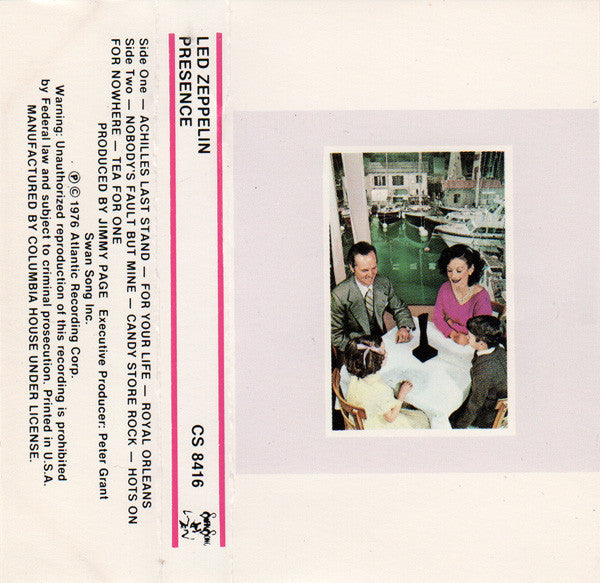 LED ZEPPELIN
PRESENCE
CS 8416
Side One — ACHILLES LAST STAND — FOR YOUR LIFE — ROYAL ORLEANS
Side Two — NOBODY'S FAULT BUT MINE — CANDY STORE ROCK — HOTS ON
FOR NOWHERE — TEA FOR ONE
PRODUCED BY JIMMY PAGE Executive Producer: Peter Grant
Swan Song Inc.
Ⓟ © 1976 Atlantic Recording Corp.
Warning: Unauthorized reproduction of this recording is prohibited
by Federal law and subject to criminal prosecution. Printed in U.S.A.
MANUFACTURED BY COLUMBIA HOUSE UNDER LICENSE.